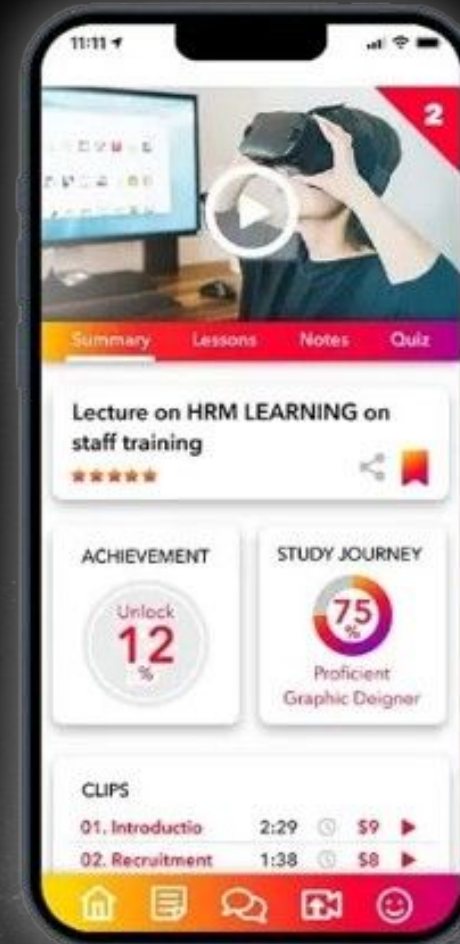 11:11
2
Summary Lessons Notes Quiz
Lecture on HRM LEARNING on
staff training
ACHIEVEMENT
Unlock
12
%
STUDY JOURNEY
75
%
Proficient
Graphic Deigner
CLIPS
01. Introductio 2:29 $9
02. Recruitment 1:38 $8